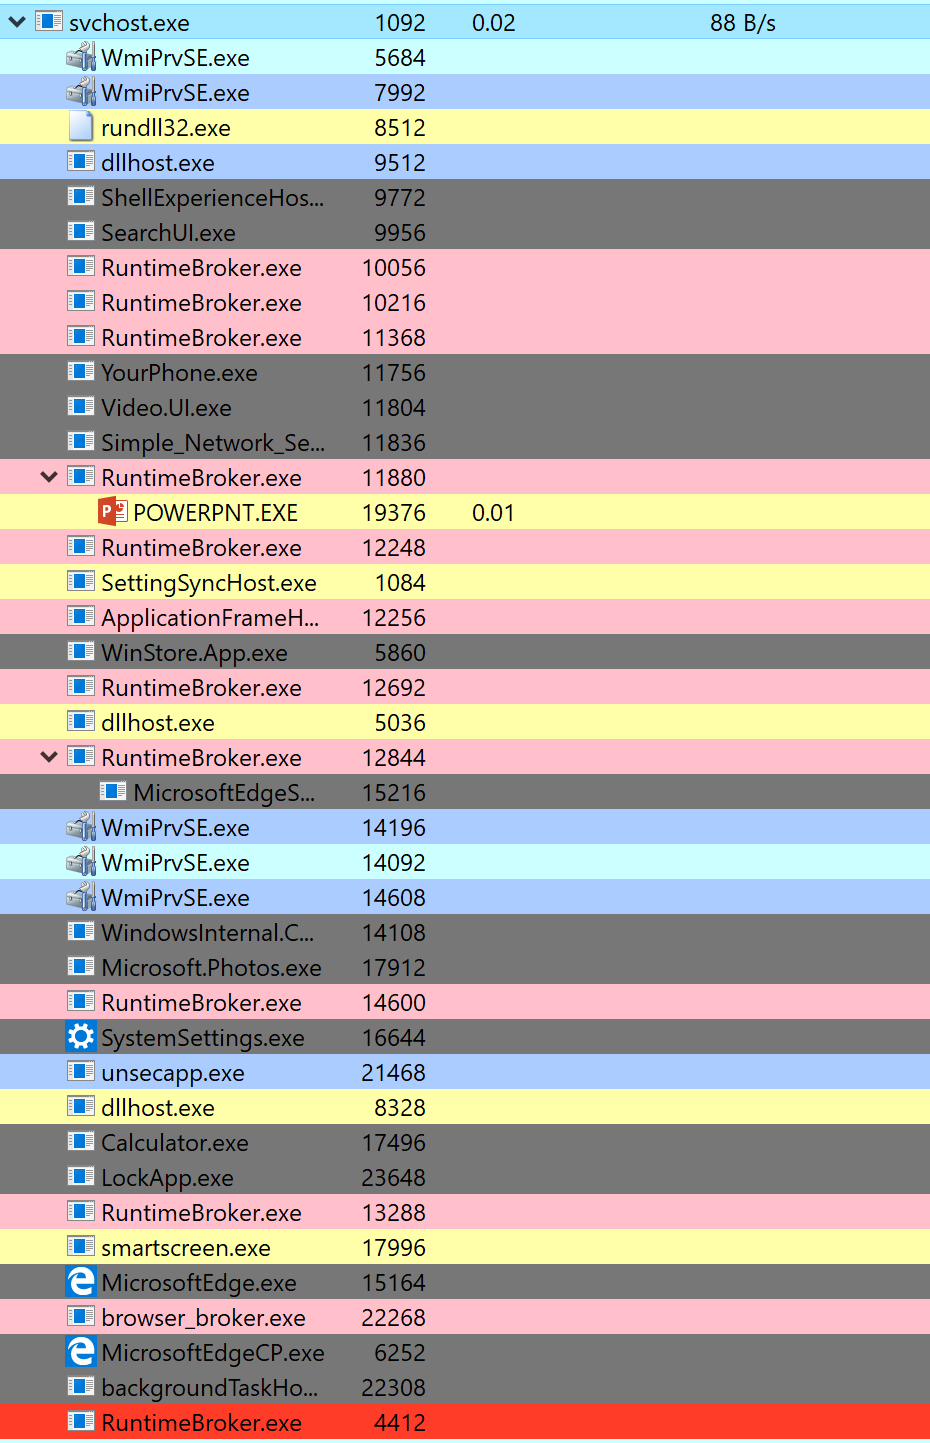 svchost.exe 1092 0.02 88 B/s
WmiPrvSE.exe 5684
WmiPrvSE.exe 7992
rundll32.exe 8512
dllhost.exe 9512
ShellExperienceHos... 9772
SearchUI.exe 9956
RuntimeBroker.exe 10056
RuntimeBroker.exe 10216
RuntimeBroker.exe 11368
YourPhone.exe 11756
Video.UI.exe 11804
Simple_Network_Se... 11836
RuntimeBroker.exe 11880
POWERPNT.EXE 19376 0.01
RuntimeBroker.exe 12248
SettingSyncHost.exe 1084
ApplicationFrameH... 12256
WinStore.App.exe 5860
RuntimeBroker.exe 12692
dllhost.exe 5036
RuntimeBroker.exe 12844
MicrosoftEdgeS... 15216
WmiPrvSE.exe 14196
WmiPrvSE.exe 14092
WmiPrvSE.exe 14608
WindowsInternal.C... 14108
Microsoft.Photos.exe 17912
RuntimeBroker.exe 14600
SystemSettings.exe 16644
unsecapp.exe 21468
dllhost.exe 8328
Calculator.exe 17496
LockApp.exe 23648
RuntimeBroker.exe 13288
smartscreen.exe 17996
MicrosoftEdge.exe 15164
browser_broker.exe 22268
MicrosoftEdgeCP.exe 6252
backgroundTaskHo... 22308
RuntimeBroker.exe 4412